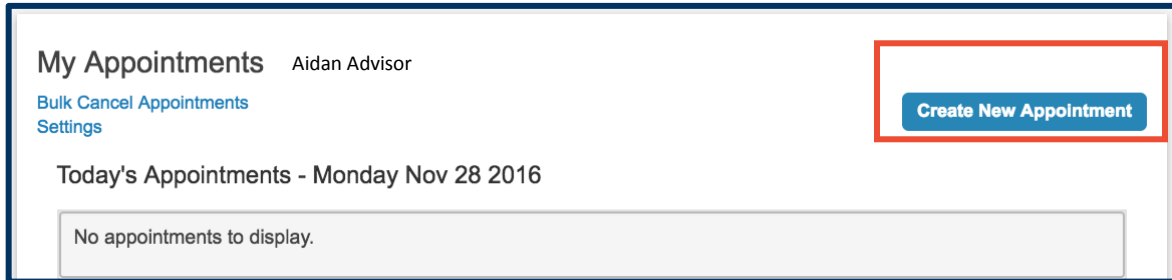 My Appointments Aidan Advisor
Bulk Cancel Appointments
Settings
Create New Appointment
Today's Appointments - Monday Nov 28 2016
No appointments to display.